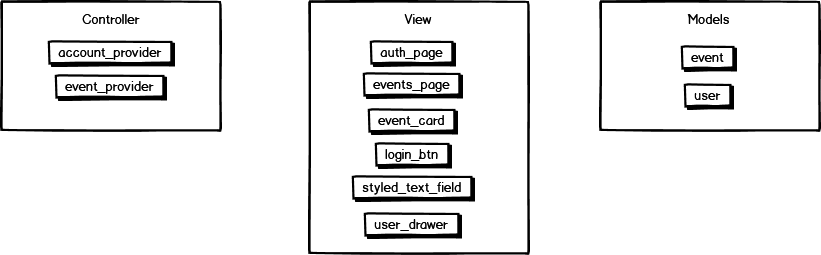 Controller
account_provider
event_provider
View
auth_page
events_page
event_card
login_btn
styled_text_field
user_drawer
Models
event
user